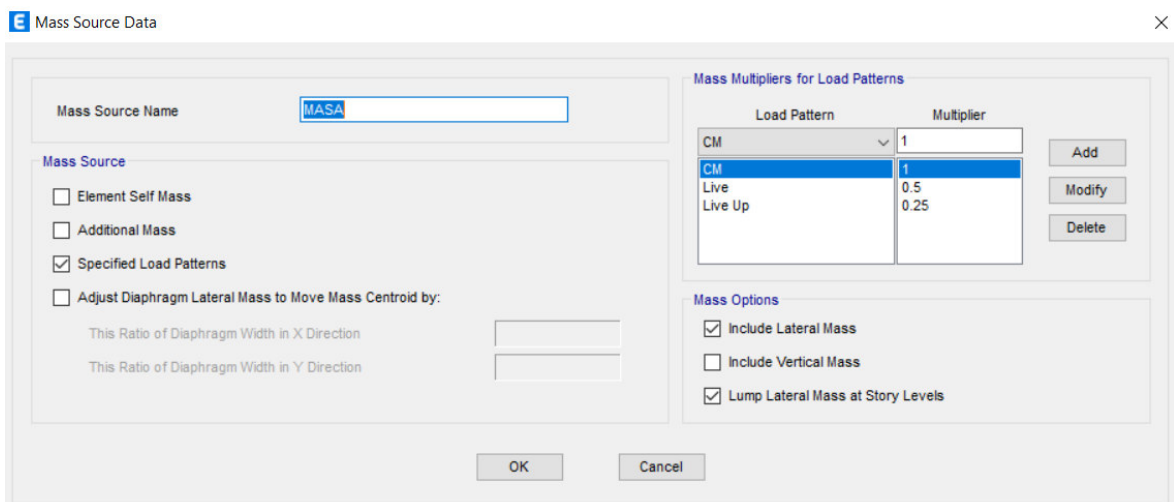 E Mass Source Data
Mass Source Name MASA
Mass Source
Element Self Mass
Additional Mass
Specified Load Patterns
Adjust Diaphragm Lateral Mass to Move Mass Centroid by:
This Ratio of Diaphragm Width in X Direction
This Ratio of Diaphragm Width in Y Direction
Mass Multipliers for Load Patterns
Load Pattern Multiplier
CM 1
CM 1
Live 0.5
Live Up 0.25
Add
Modify
Delete
Mass Options
Include Lateral Mass
Include Vertical Mass
Lump Lateral Mass at Story Levels
OK Cancel